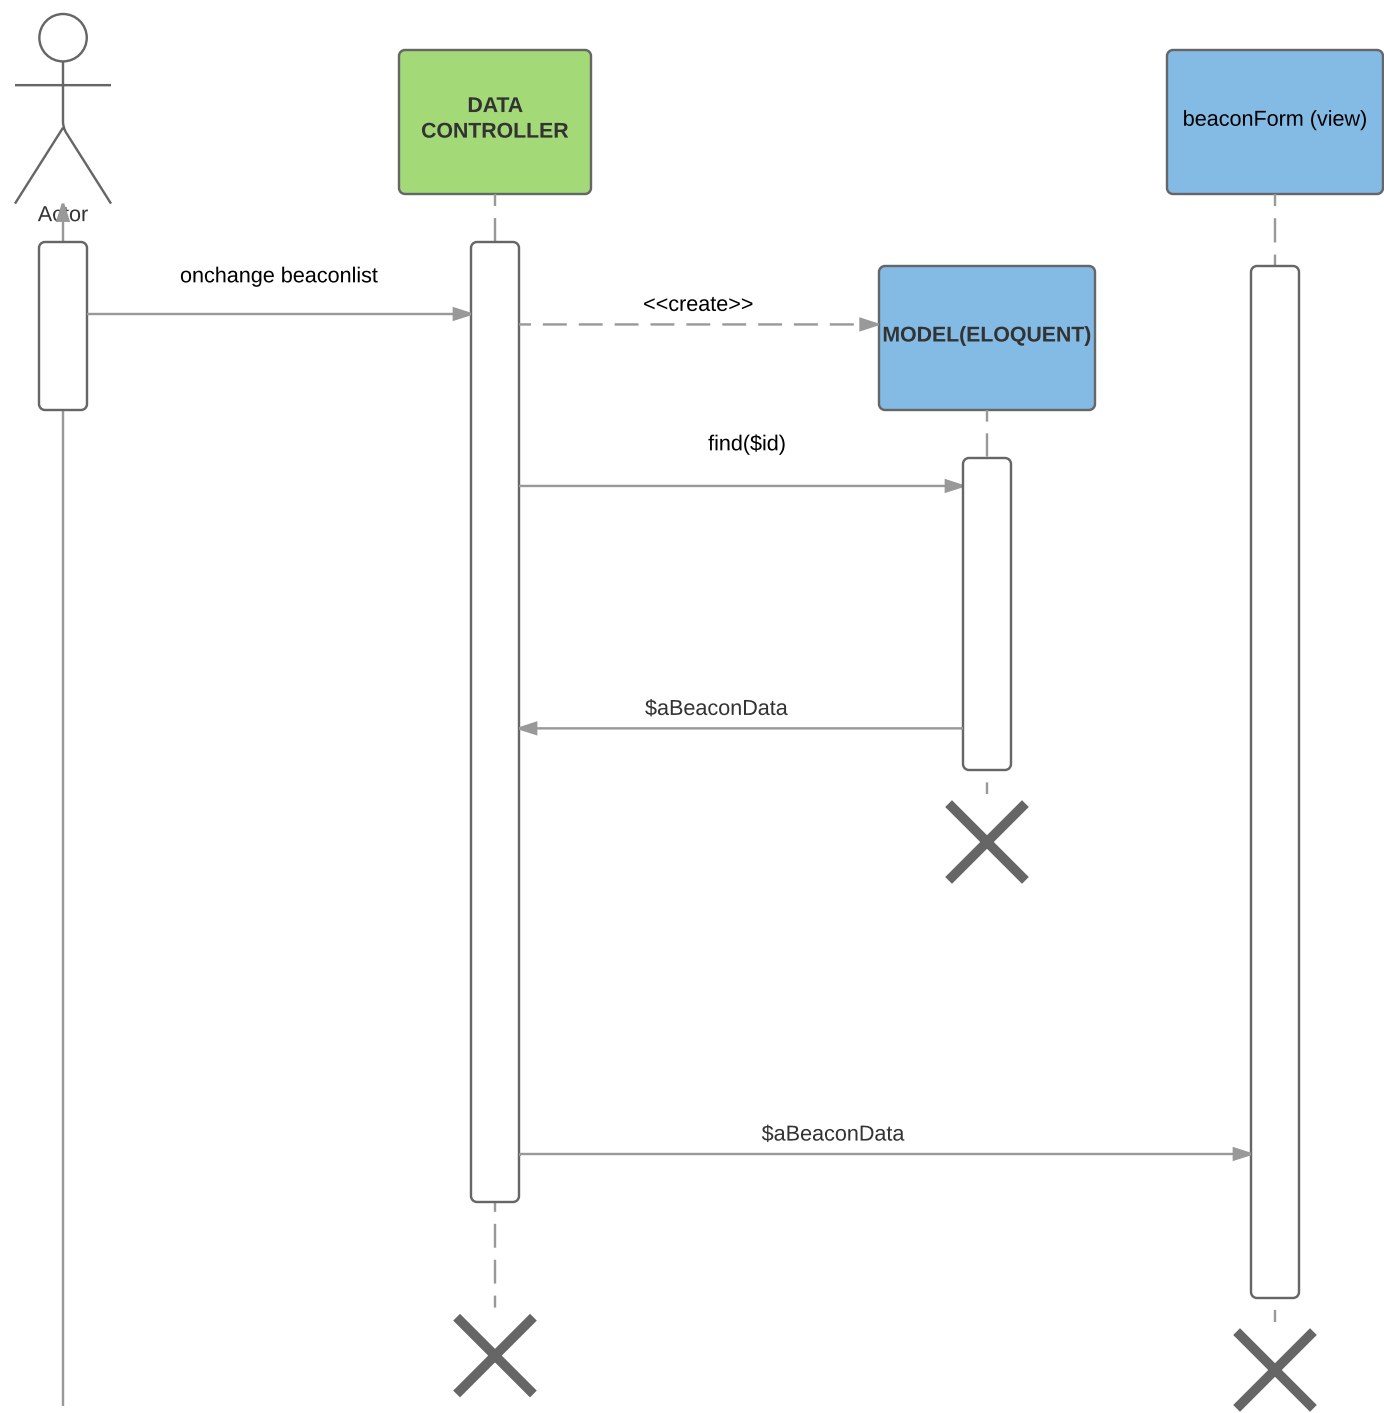 DATA
CONTROLLER
beaconForm (view)
Actor
onchange beaconlist
<<create>>
MODEL(ELOQUENT)
find($id)
$aBeaconData
$aBeaconData